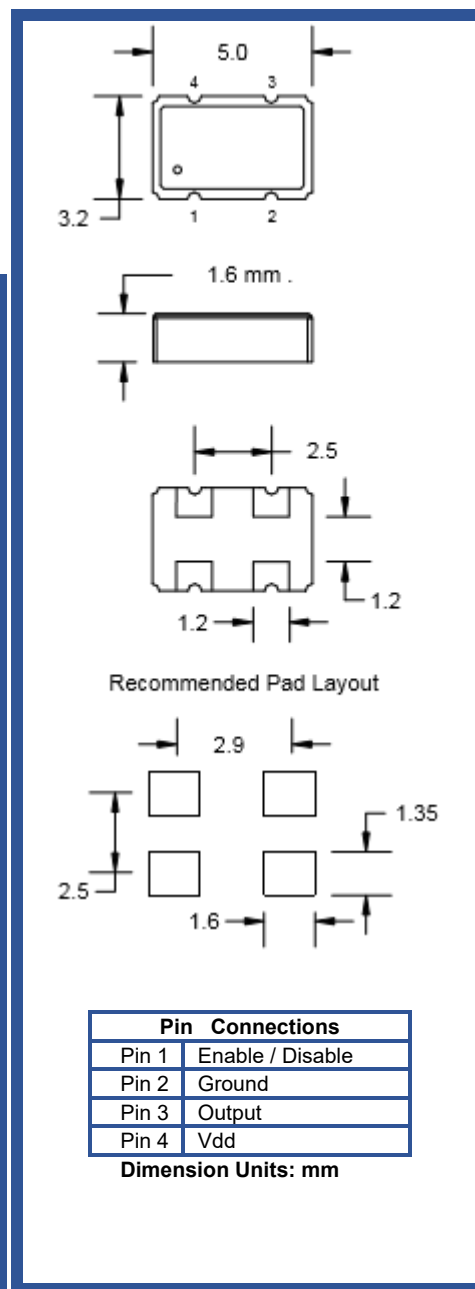 5.0
4 3
3.2
1 2
1.6 mm .
2.5
1.2
1.2
Recommended Pad Layout
2.9
1.35
2.5
1.6
Pin Connections
Pin 1 Enable / Disable
Pin 2 Ground
Pin 3 Output
Pin 4 Vdd
Dimension Units: mm